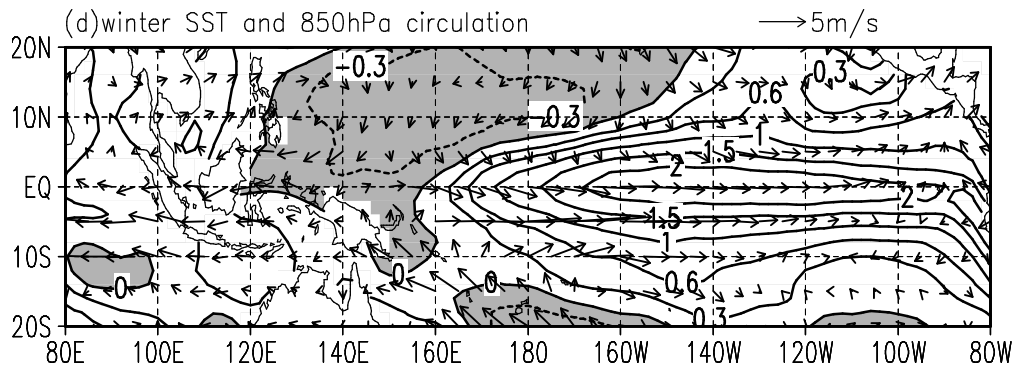 (d)winter SST and 850hPa circulation
5m/s
20N
-0.3
0.3
0.6
10N
0.3
1
1.5
2
EQ
2
1.5
1
10S
0
0
0
0.6
0.3
20S
80E 100E 120E 140E 160E 180 160W 140W 120W 100W 80W